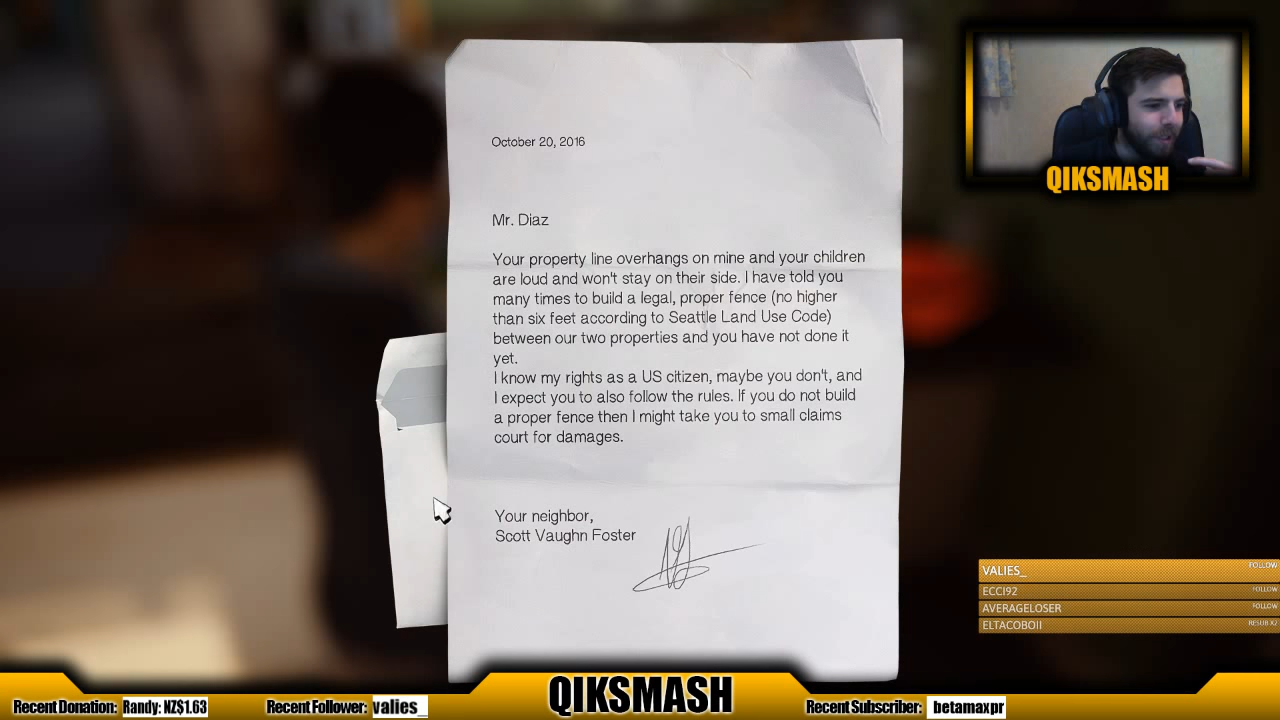 October 20, 2016
Mr. Diaz
Your property line overhangs on mine and your children
are loud and won't stay on their side. I have told you
many times to build a legal, proper fence (no higher
than six feet according to Seattle Land Use Code)
between our two properties and you have not done it
yet.
I know my rights as a US citizen, maybe you don't, and
I expect you to also follow the rules. If you do not build
a proper fence then I might take you to small claims
court for damages.
Your neighbor,
Scott Vaughn Foster
QIKSMASH
VALIES_ FOLLOW
ECCI92 FOLLOW
AVERAGELOSER FOLLOW
ELTACOBOII RESUB X2
Recent Donation: Randy: NZ$1.63
Recent Follower: valies_
QIKSMASH
Recent Subscriber: betamaxpr